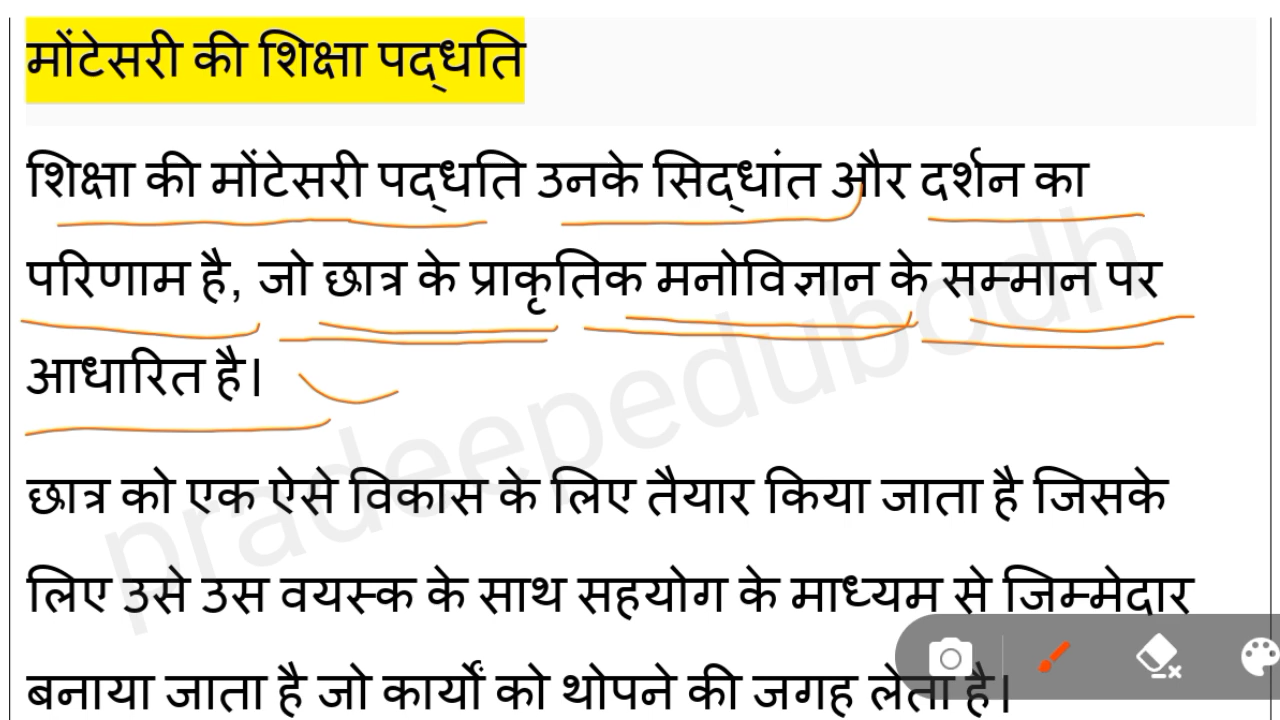 मोंटेसरी की शिक्षा पद्धति
शिक्षा की मोंटेसरी पद्धति उनके सिद्धांत और दर्शन का
परिणाम है, जो छात्र के प्राकृतिक मनोविज्ञान के सम्मान पर
आधारित है।
छात्र को एक ऐसे विकास के लिए तैयार किया जाता है जिसके
लिए उसे उस वयस्क के साथ सहयोग के माध्यम से जिम्मेदार
बनाया जाता है जो कार्यों को थोपने की जगह लेता है।
pradeepedubodh